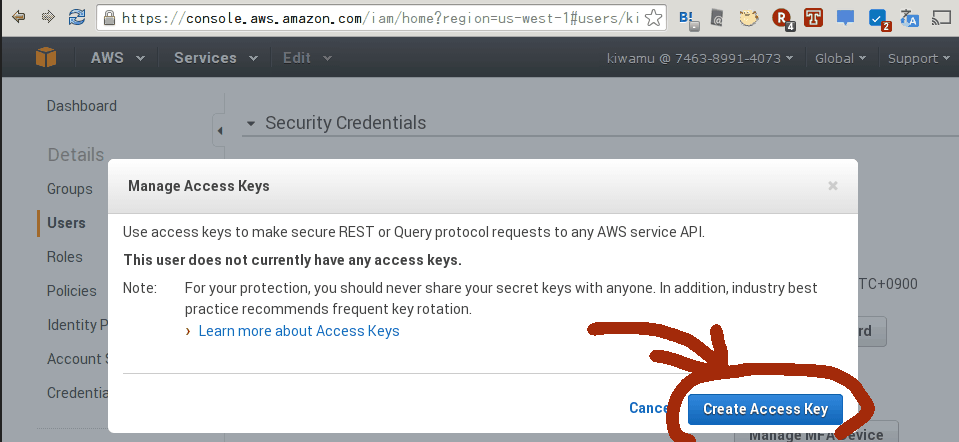 https://console.aws.amazon.com/iam/home?region=us-west-1#users/ki
B!
R 4
T
2
AWS Services Edit kiwamu @ 7463-8991-4073 Global Support
Dashboard
Security Credentials
Details
Manage Access Keys
Groups
Use access keys to make secure REST or Query protocol requests to any AWS service API.
Users
This user does not currently have any access keys.
Roles
Note: For your protection, you should never share your secret keys with anyone. In addition, industry best
TC+0900
Policies
practice recommends frequent key rotation.
Identity P
Learn more about Access Keys
rd
Account S
Credentia
Cance
Create Access Key
Manage MFA Device